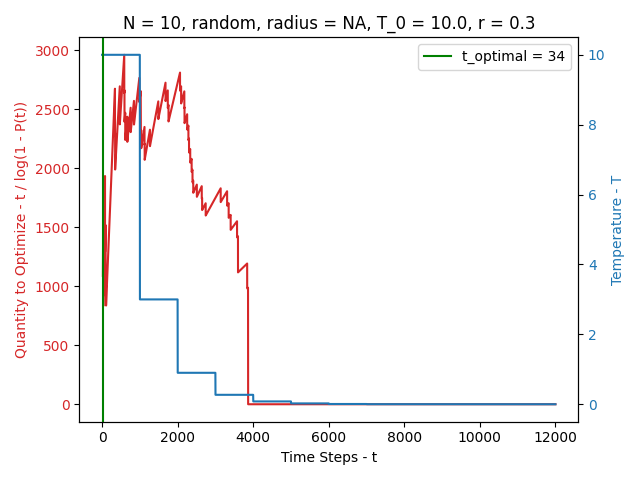 N = 10, random, radius = NA, T_0 = 10.0, r = 0.3
t_optimal = 34
Quantity to Optimize - t / log(1 - P(t))
3000
2500
2000
1500
1000
500
0
10
8
6
4
2
0
Temperature - T
0 2000 4000 6000 8000 10000 12000
Time Steps - t